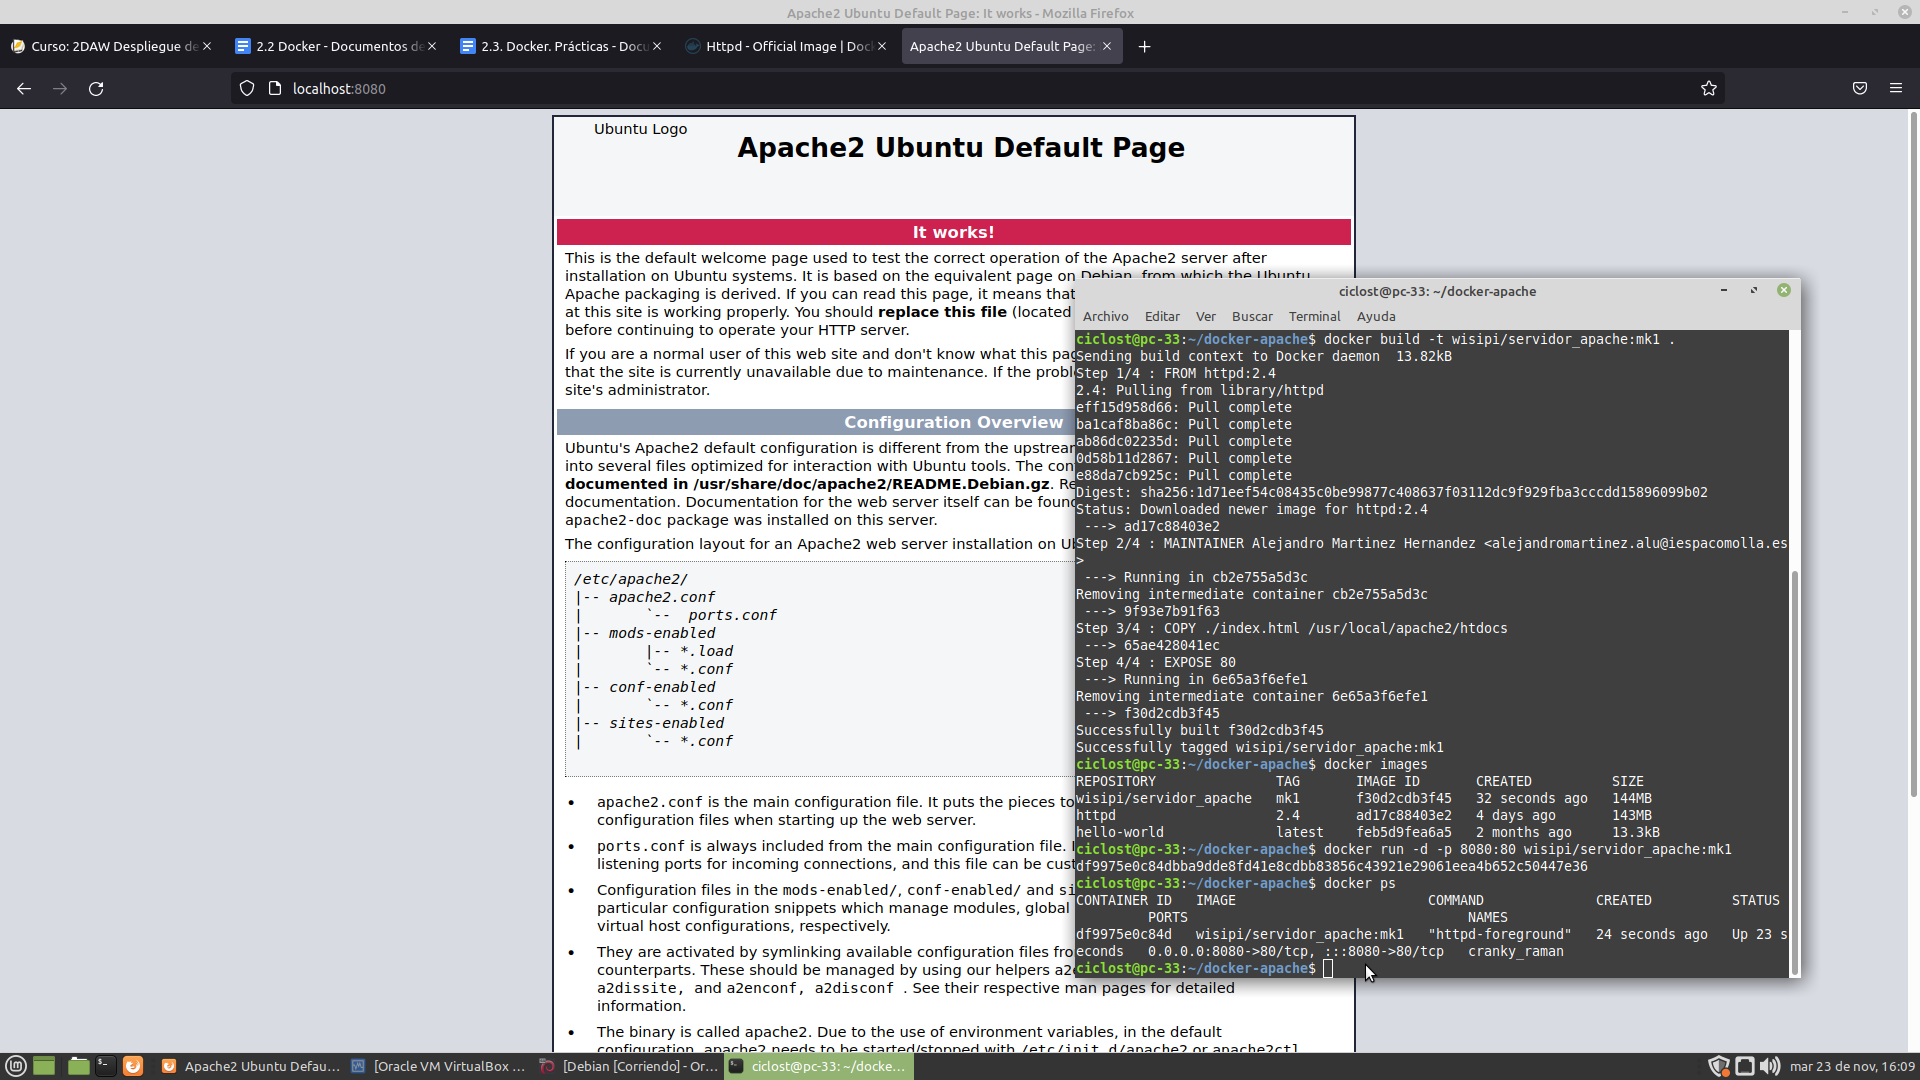 Apache2 Ubuntu Default Page: It works - Mozilla Firefox
Curso: 2DAW Despliegue de
2.2 Docker - Documentos de
2.3. Docker. Prácticas - Docu
Httpd - Official Image | Doc
Apache2 Ubuntu Default Page:
localhost:8080
Ubuntu Logo
Apache2 Ubuntu Default Page
It works!
This is the default welcome page used to test the correct operation of the Apache2 server after
installation on Ubuntu systems. It is based on the equivalent page on Debian, from which the Ubuntu
Apache packaging is derived. If you can read this page, it means that
at this site is working properly. You should replace this file (located
before continuing to operate your HTTP server.
If you are a normal user of this web site and don't know what this pag
that the site is currently unavailable due to maintenance. If the proble
site's administrator.
Configuration Overview
Ubuntu's Apache2 default configuration is different from the upstream
into several files optimized for interaction with Ubuntu tools. The con
documented in /usr/share/doc/apache2/README.Debian.gz. Re
documentation. Documentation for the web server itself can be found
apache2-doc package was installed on this server.
The configuration layout for an Apache2 web server installation on Ub
/etc/apache2/
|-- apache2.conf
|       `--  ports.conf
|-- mods-enabled
|       |-- *.load
|       `-- *.conf
|-- conf-enabled
|       `-- *.conf
|-- sites-enabled
|       `-- *.conf
• apache2.conf is the main configuration file. It puts the pieces to
configuration files when starting up the web server.
• ports.conf is always included from the main configuration file. I
listening ports for incoming connections, and this file can be cust
• Configuration files in the mods-enabled/, conf-enabled/ and si
particular configuration snippets which manage modules, global
virtual host configurations, respectively.
• They are activated by symlinking available configuration files fro
counterparts. These should be managed by using our helpers a2e
a2dissite, and a2enconf, a2disconf . See their respective man pages for detailed
information.
• The binary is called apache2. Due to the use of environment variables, in the default
configuration, apache2 needs to be started/stopped with /etc/init.d/apache2 or apache2ctl.
ciclost@pc-33: ~/docker-apache
Archivo Editar Ver Buscar Terminal Ayuda
ciclost@pc-33:~/docker-apache$ docker build -t wisipi/servidor_apache:mk1 .
Sending build context to Docker daemon  13.82kB
Step 1/4 : FROM httpd:2.4
2.4: Pulling from library/httpd
eff15d958d66: Pull complete
ba1caf8ba86c: Pull complete
ab86dc02235d: Pull complete
0d58b11d2867: Pull complete
e88da7cb925c: Pull complete
Digest: sha256:1d71eef54c08435c0be99877c408637f03112dc9f929fba3cccdd15896099b02
Status: Downloaded newer image for httpd:2.4
 ---> ad17c88403e2
Step 2/4 : MAINTAINER Alejandro Martinez Hernandez <alejandromartinez.alu@iespacomolla.es
>
 ---> Running in cb2e755a5d3c
Removing intermediate container cb2e755a5d3c
 ---> 9f93e7b91f63
Step 3/4 : COPY ./index.html /usr/local/apache2/htdocs
 ---> 65ae428041ec
Step 4/4 : EXPOSE 80
 ---> Running in 6e65a3f6efe1
Removing intermediate container 6e65a3f6efe1
 ---> f30d2cdb3f45
Successfully built f30d2cdb3f45
Successfully tagged wisipi/servidor_apache:mk1
ciclost@pc-33:~/docker-apache$ docker images
REPOSITORY               TAG       IMAGE ID       CREATED          SIZE
wisipi/servidor_apache   mk1       f30d2cdb3f45   32 seconds ago   144MB
httpd                    2.4       ad17c88403e2   4 days ago       143MB
hello-world              latest    feb5d9fea6a5   2 months ago     13.3kB
ciclost@pc-33:~/docker-apache$ docker run -d -p 8080:80 wisipi/servidor_apache:mk1
df9975e0c84dbba9dde8fd41e8cdbb83856c43921e29061eea4b652c50447e36
ciclost@pc-33:~/docker-apache$ docker ps
CONTAINER ID   IMAGE                        COMMAND              CREATED          STATUS
         PORTS                                   NAMES
df9975e0c84d   wisipi/servidor_apache:mk1   "httpd-foreground"   24 seconds ago   Up 23 s
econds   0.0.0.0:8080->80/tcp, :::8080->80/tcp   cranky_raman
ciclost@pc-33:~/docker-apache$
Apache2 Ubuntu Defau...
[Oracle VM VirtualBox ...
[Debian [Corriendo] - Or...
ciclost@pc-33: ~/docke...
mar 23 de nov, 16:09